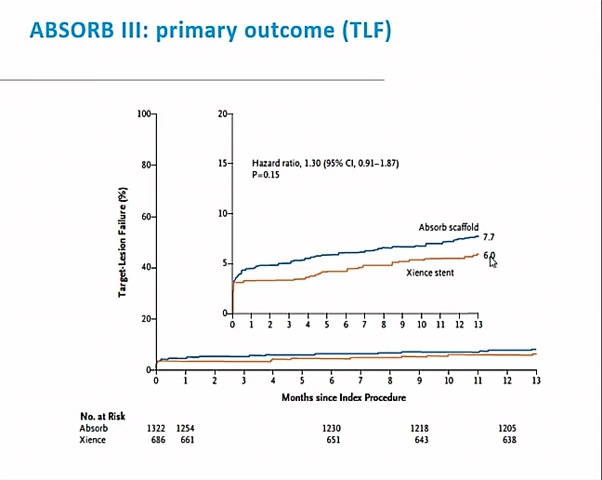 ABSORB III: primary outcome (TLF)
Target-Lesion Failure (%)
100
80
60
40
20
0
20
15
10
5
0
Hazard ratio, 1.30 (95% CI, 0.91–1.87)
P=0.15
Absorb scaffold
7.7
6.0
Xience stent
0 1 2 3 4 5 6 7 8 9 10 11 12 13
0 1 2 3 4 5 6 7 8 9 10 11 12 13
Months since Index Procedure
No. at Risk
Absorb 1322 1254 1230 1218 1205
Xience 686 661 651 643 638